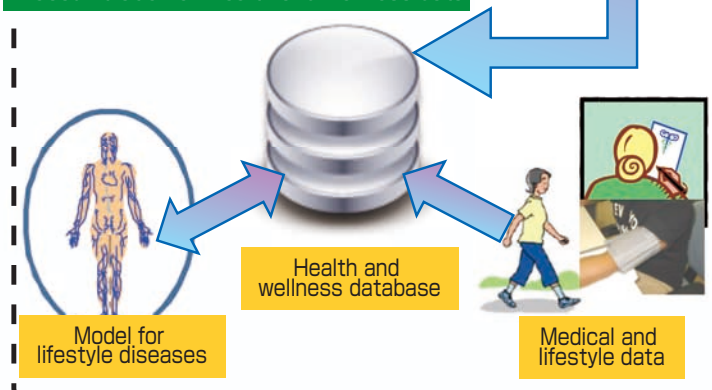 Health and
wellness database
Model for
lifestyle diseases
Medical and
lifestyle data